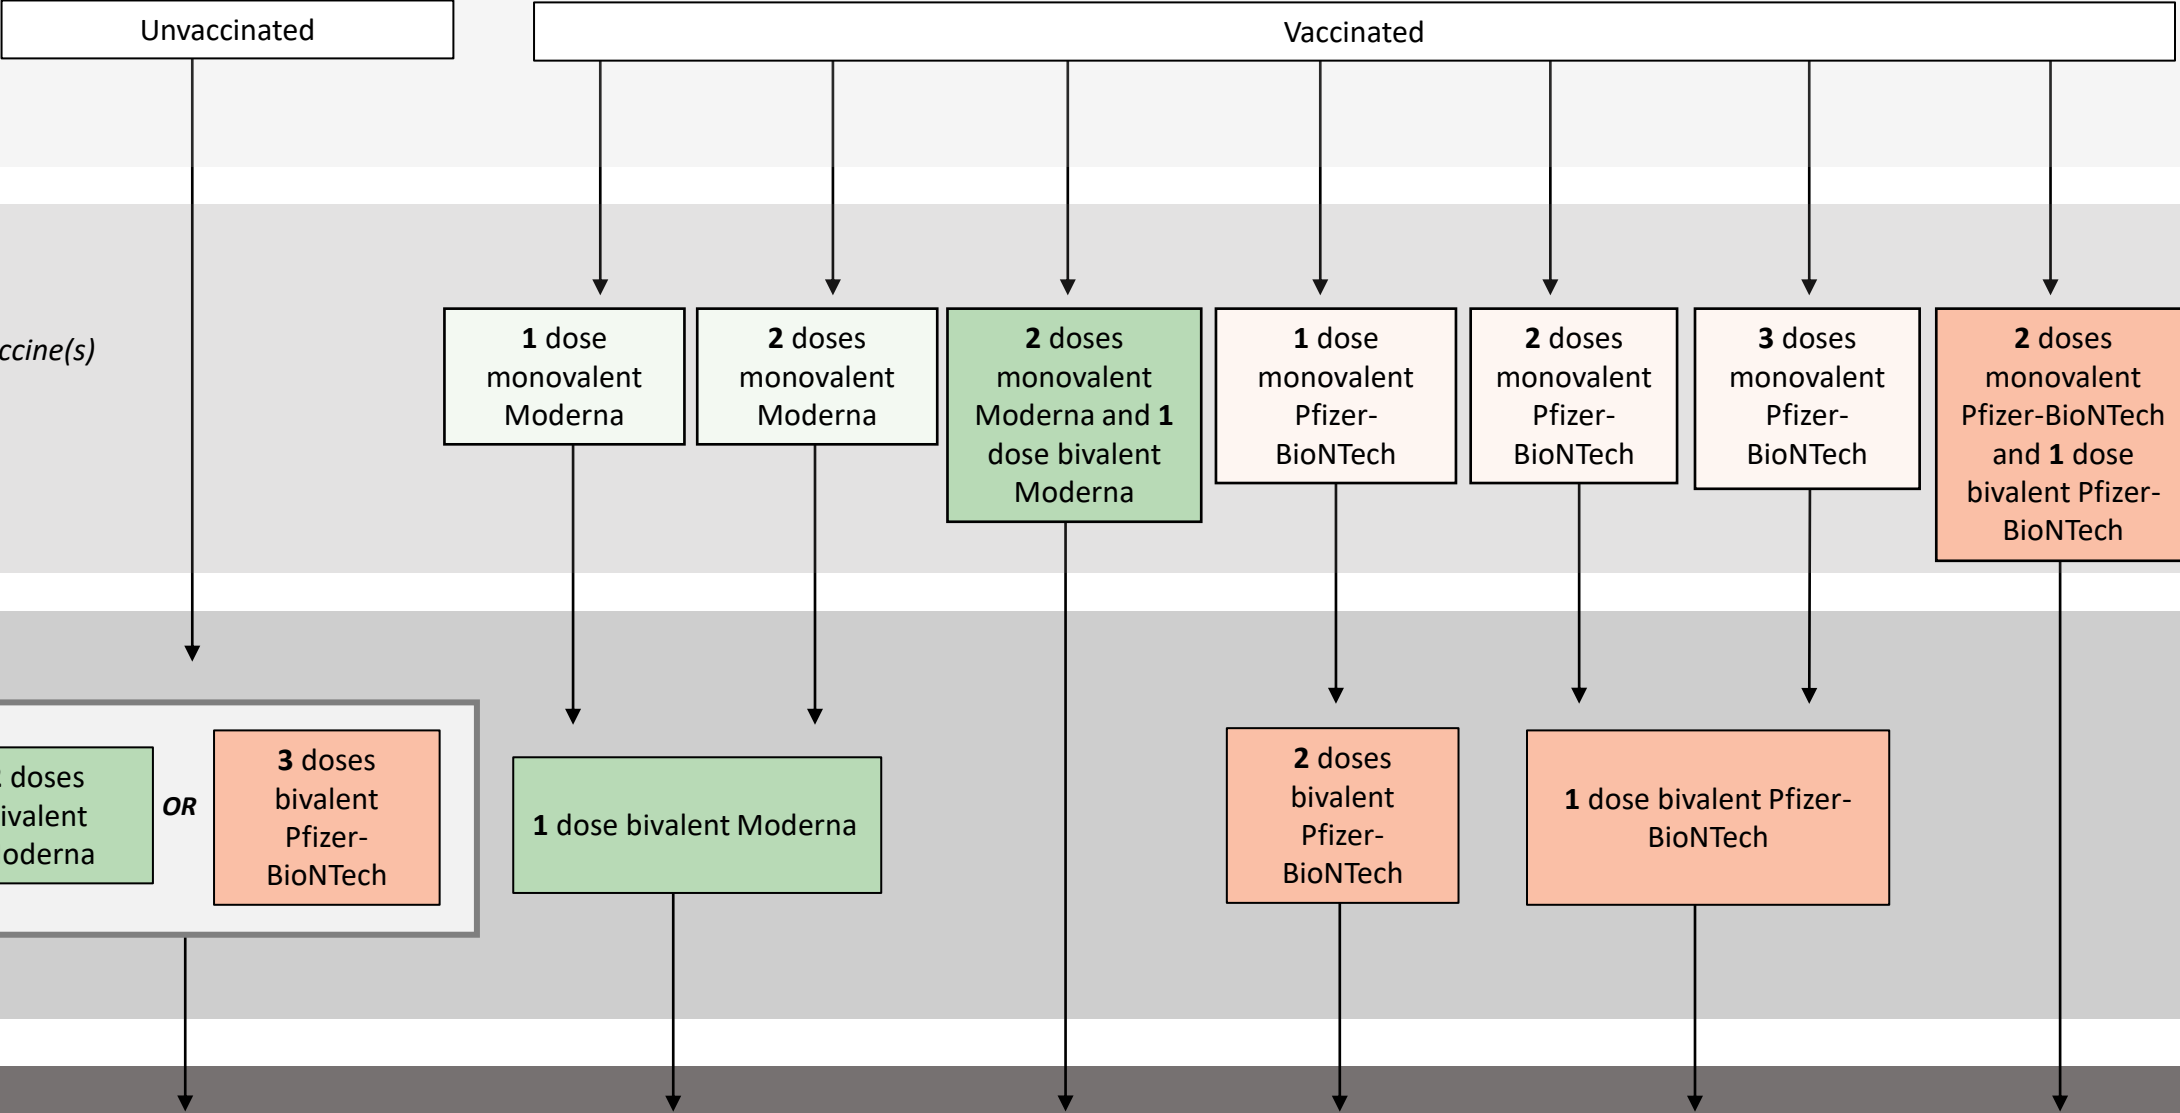 Unvaccinated
Vaccinated
1 dose
monovalent
Moderna
2 doses
monovalent
Moderna
2 doses
monovalent
Moderna and 1
dose bivalent
Moderna
1 dose
monovalent
Pfizer-
BioNTech
2 doses
monovalent
Pfizer-
BioNTech
3 doses
monovalent
Pfizer-
BioNTech
2 doses
monovalent
Pfizer-BioNTech
and 1 dose
bivalent Pfizer-
BioNTech
doses
OR
3 doses
bivalent
Pfizer-
BioNTech
1 dose bivalent Moderna
2 doses
bivalent
Pfizer-
BioNTech
1 dose bivalent Pfizer-
BioNTech